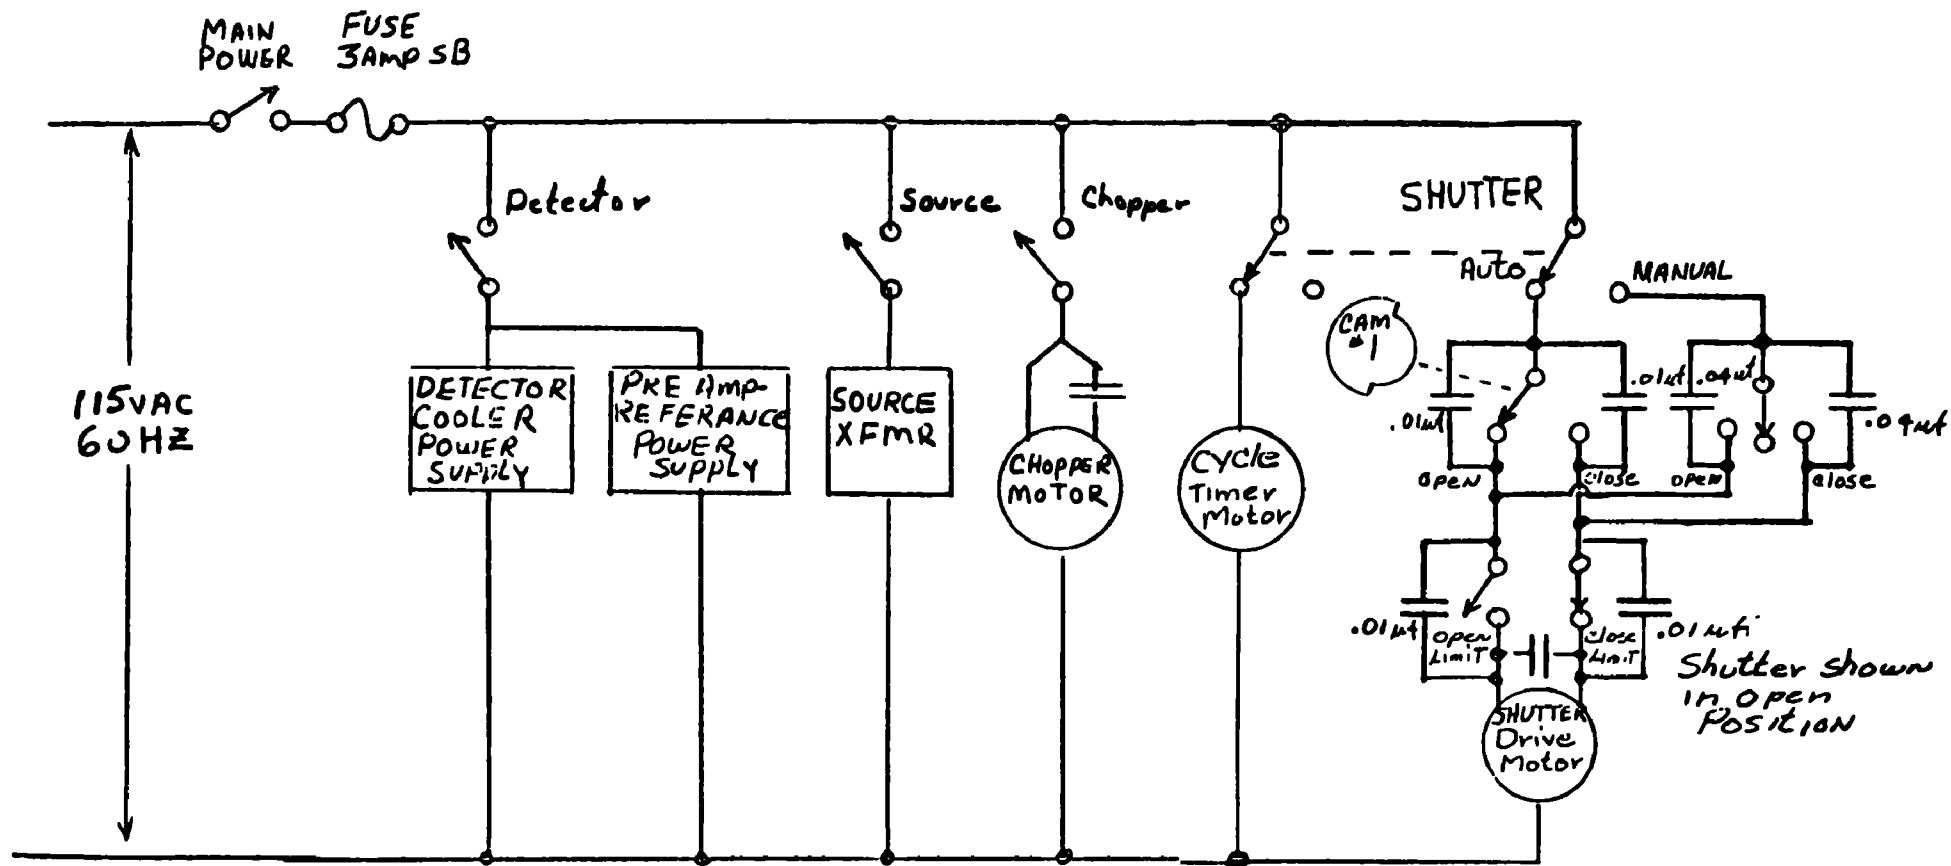 MAIN
POWER
FUSE
3AMP SB
Detector
Source
Chopper
SHUTTER
AUTO
MANUAL
CAM
#1
115VAC
60HZ
DETECTOR
COOLER
POWER
SUPPLY
PRE Amp
REFERANCE
POWER
SUPPLY
SOURCE
XFMR
CHOPPER
MOTOR
CYCLE
Timer
Motor
.01uf
.01uf
.04uf
.04uf
OPEN
close
OPEN
close
.01uf
OPEN
LIMIT
close
LIMIT
.01uf
Shutter shown
in open
POSITION
SHUTTER
Drive
Motor